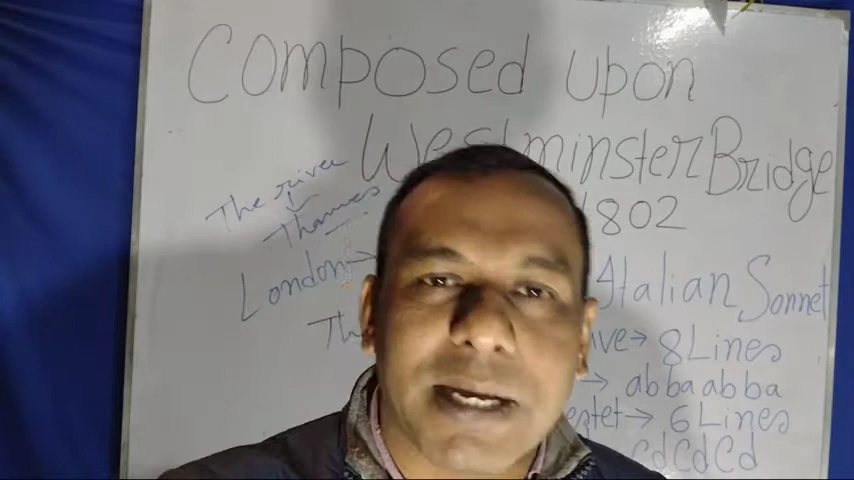 Composed upon
Westminster Bridge
1802
The river
Thames
London →
Italian Sonnet
→ 8 Lines
→ abbaabba
→ 6 Lines
cdcdcd